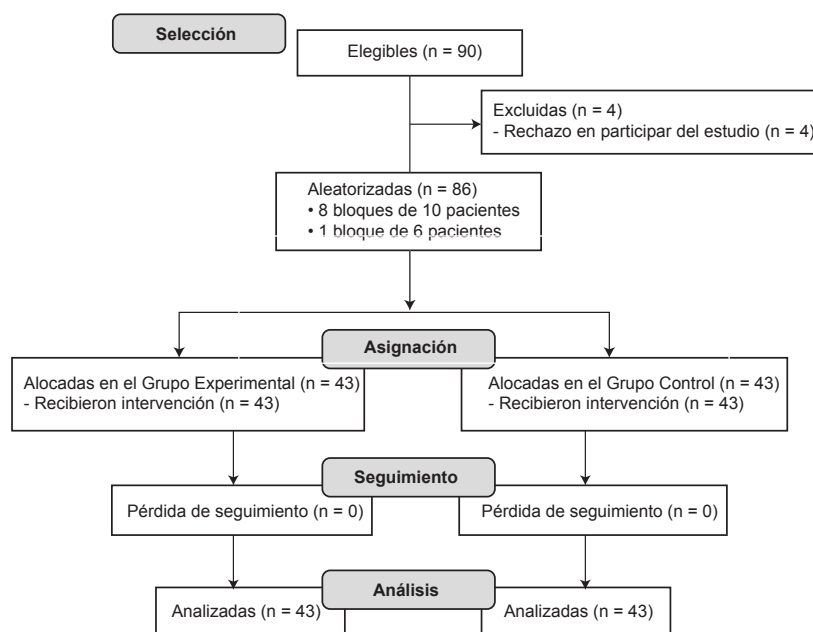 Selección
Elegibles (n = 90)
Excluidas (n = 4)
- Rechazo en participar del estudio (n = 4)
Aleatorizadas (n = 86)
• 8 bloques de 10 pacientes
• 1 bloque de 6 pacientes
Asignación
Alocadas en el Grupo Experimental (n = 43)
- Recibieron intervención (n = 43)
Alocadas en el Grupo Control (n = 43)
- Recibieron intervención (n = 43)
Seguimiento
Pérdida de seguimiento (n = 0)
Pérdida de seguimiento (n = 0)
Análisis
Analizadas (n = 43)
Analizadas (n = 43)